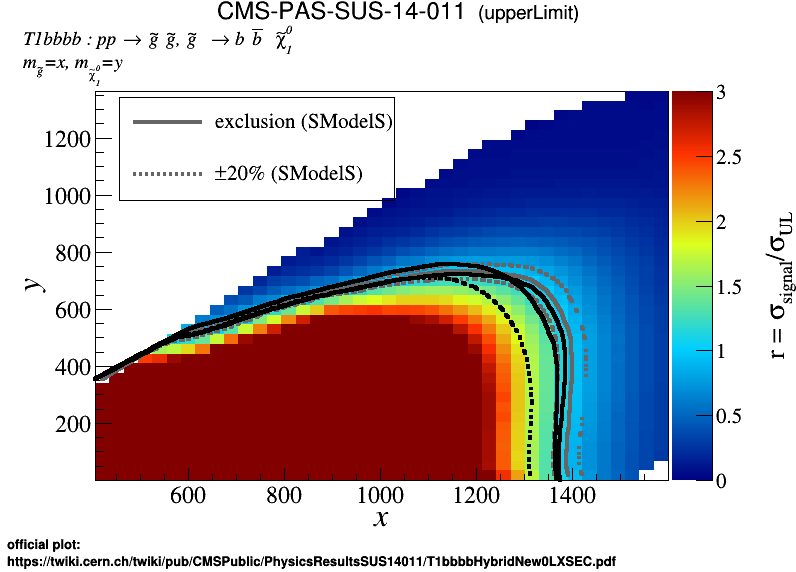 CMS-PAS-SUS-14-011 (upperLimit)
T1bbbb : pp → g̃ g̃, g̃ → b b̅ χ̃₁⁰
m_g̃=x, m_χ̃₁⁰=y
exclusion (SModelS)
±20% (SModelS)
1200
1000
800
600
400
200
y
600
800
1000
1200
1400
x
3
2.5
2
1.5
1
0.5
0
r = σ_signal/σ_UL
official plot:
https://twiki.cern.ch/twiki/pub/CMSPublic/PhysicsResultsSUS14011/T1bbbbHybridNew0LXSEC.pdf